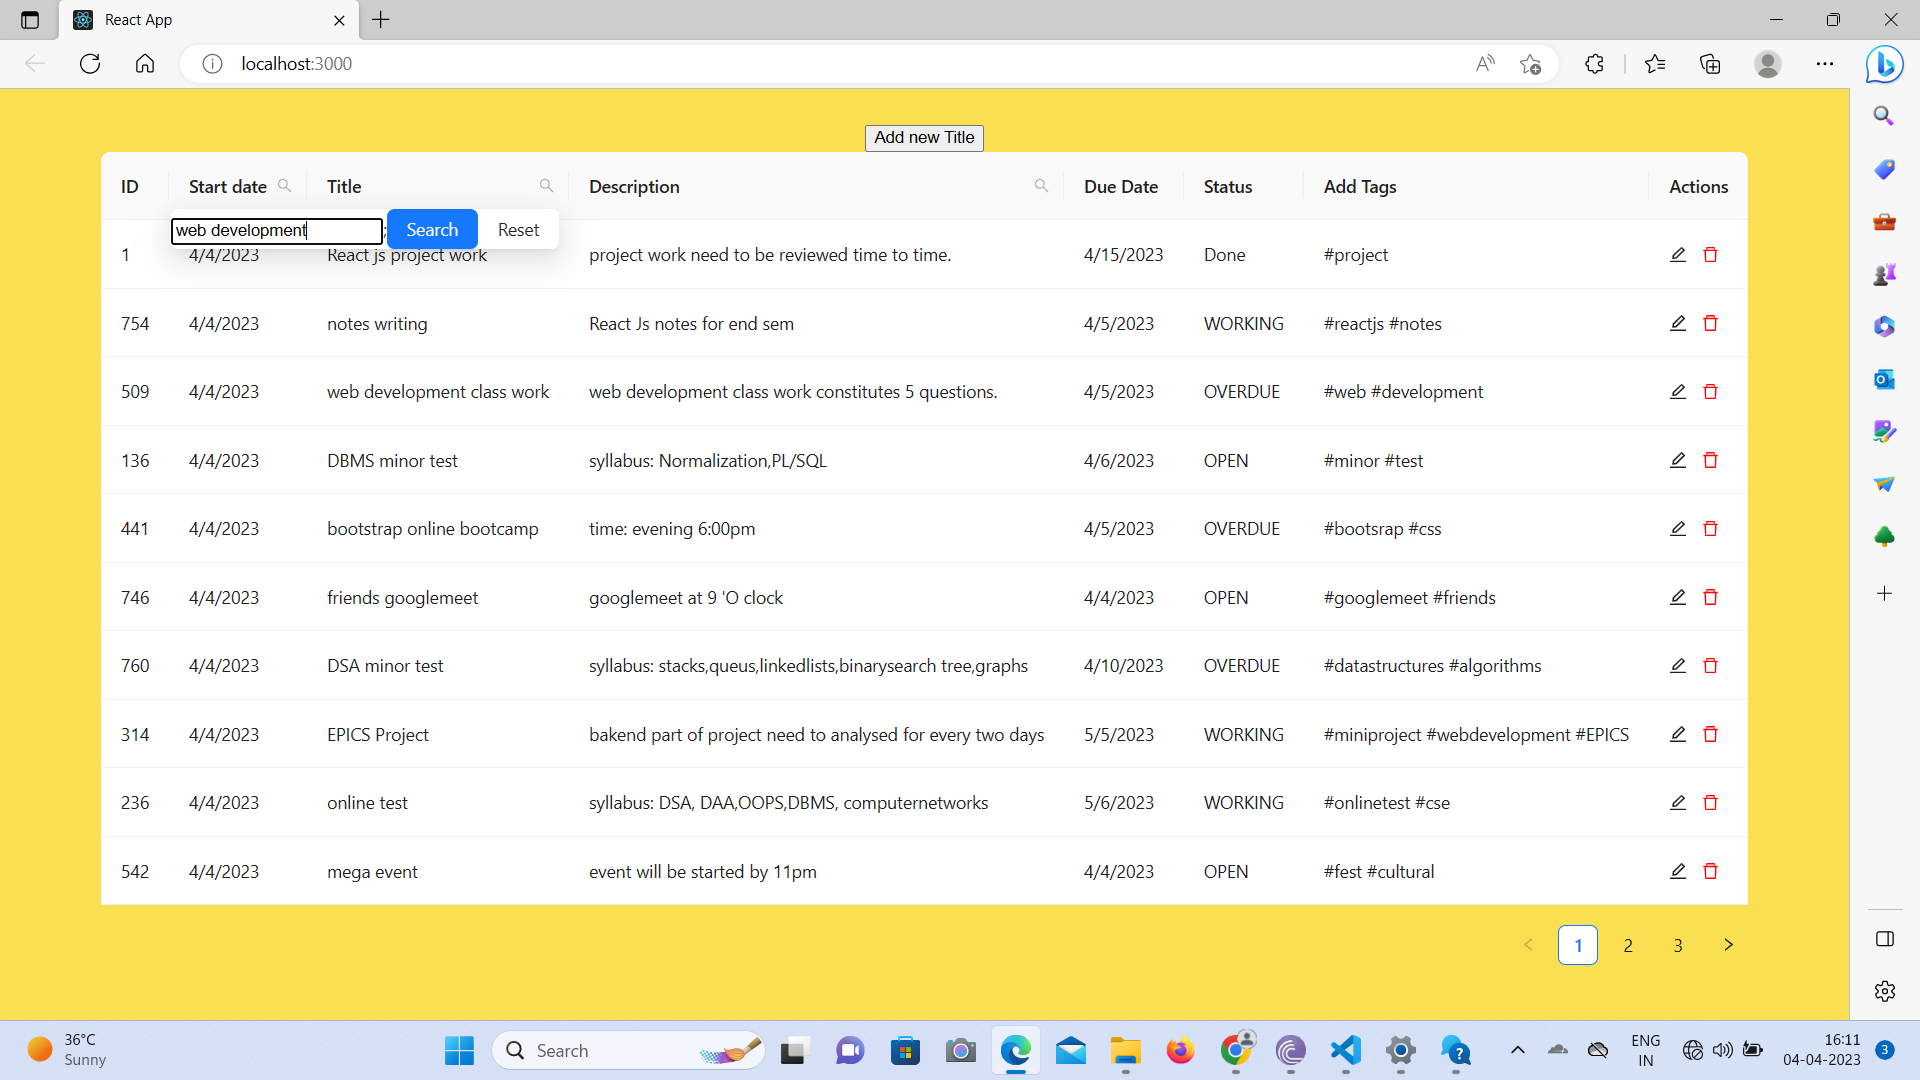 React App
localhost:3000
Add new Title
ID Start date Title Description Due Date Status Add Tags Actions
web development ; Search Reset
1 4/4/2023 React js project work project work need to be reviewed time to time. 4/15/2023 Done #project
754 4/4/2023 notes writing React Js notes for end sem 4/5/2023 WORKING #reactjs #notes
509 4/4/2023 web development class work web development class work constitutes 5 questions. 4/5/2023 OVERDUE #web #development
136 4/4/2023 DBMS minor test syllabus: Normalization,PL/SQL 4/6/2023 OPEN #minor #test
441 4/4/2023 bootstrap online bootcamp time: evening 6:00pm 4/5/2023 OVERDUE #bootsrap #css
746 4/4/2023 friends googlemeet googlemeet at 9 'O clock 4/4/2023 OPEN #googlemeet #friends
760 4/4/2023 DSA minor test syllabus: stacks,queus,linkedlists,binarysearch tree,graphs 4/10/2023 OVERDUE #datastructures #algorithms
314 4/4/2023 EPICS Project bakend part of project need to analysed for every two days 5/5/2023 WORKING #miniproject #webdevelopment #EPICS
236 4/4/2023 online test syllabus: DSA, DAA,OOPS,DBMS, computernetworks 5/6/2023 WORKING #onlinetest #cse
542 4/4/2023 mega event event will be started by 11pm 4/4/2023 OPEN #fest #cultural
1 2 3
36°C
Sunny
Search
ENG
IN
16:11
04-04-2023
3